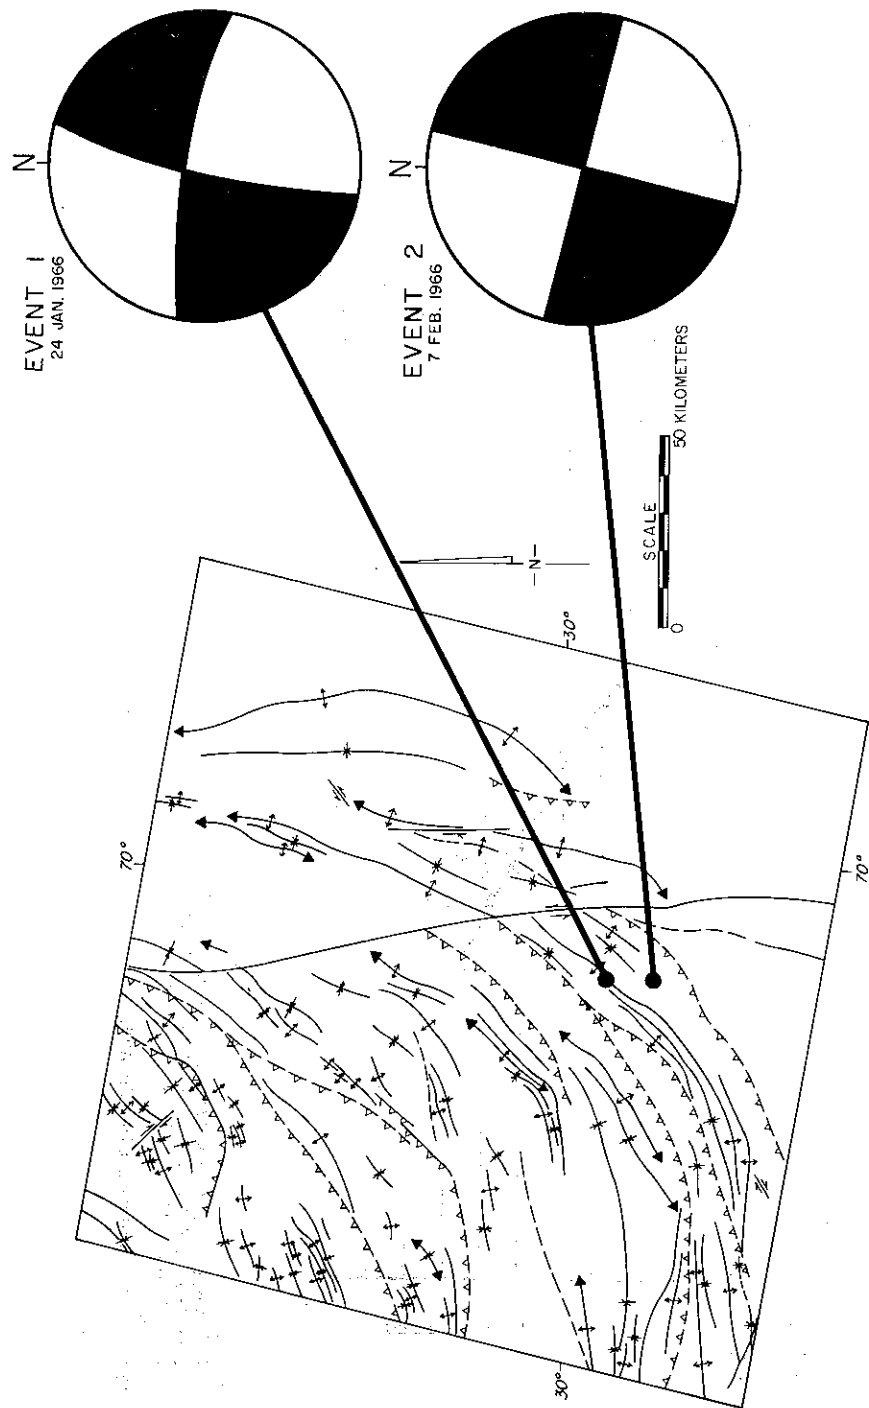 N
EVENT 1
24 JAN. 1966
N
EVENT 2
7 FEB. 1966
-N-
SCALE
0
50 KILOMETERS
30°
70°
70°
30°